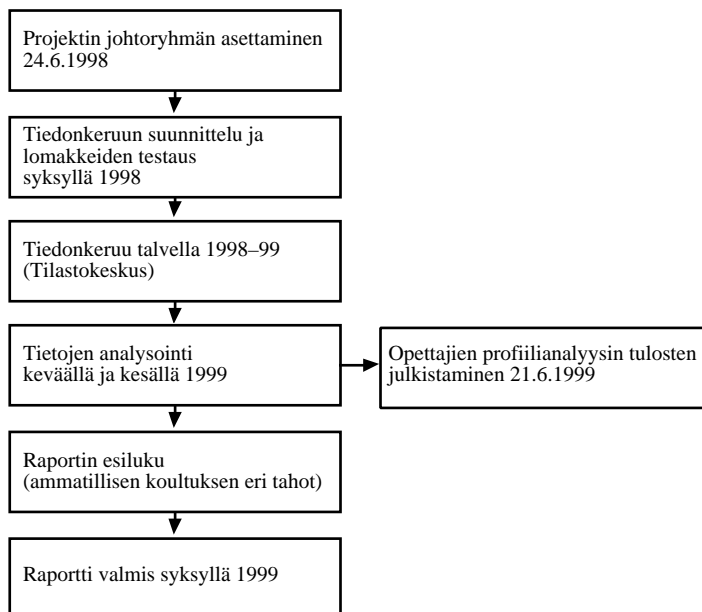 Projektin johtoryhmän asettaminen
24.6.1998
Tiedonkeruun suunnittelu ja
lomakkeiden testaus
syksyllä 1998
Tiedonkeruu talvella 1998–99
(Tilastokeskus)
Tietojen analysointi
keväällä ja kesällä 1999
Opettajien profiilianalyysin tulosten
julkistaminen 21.6.1999
Raportin esiluku
(ammatillisen koultuksen eri tahot)
Raportti valmis syksyllä 1999